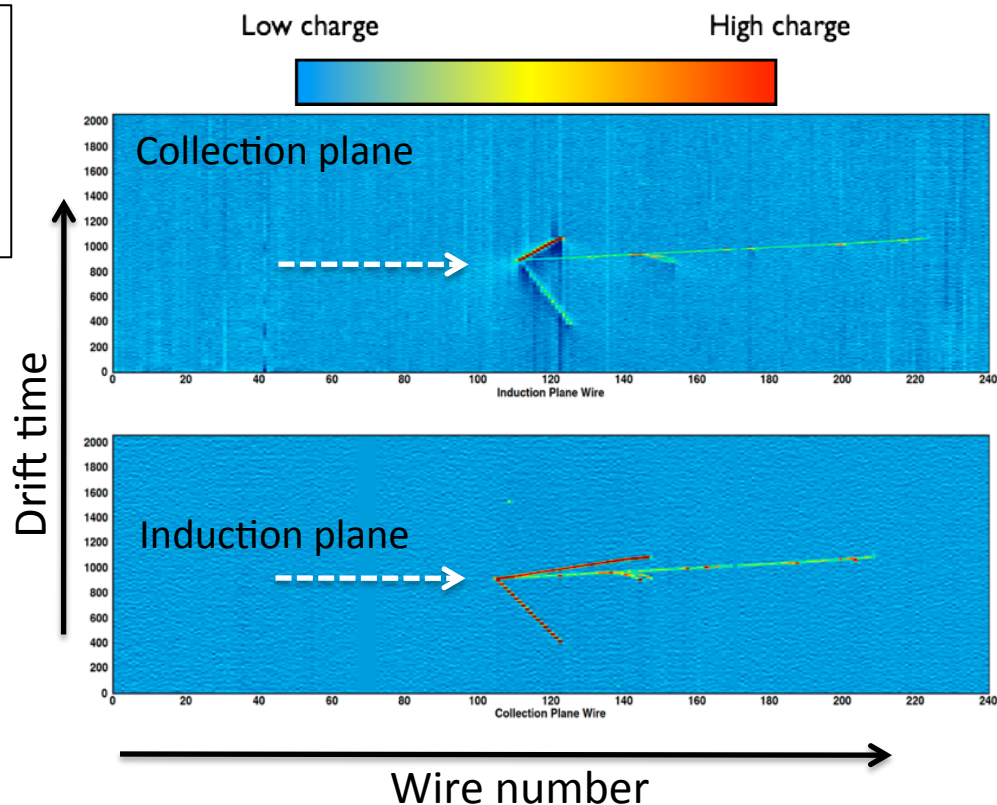 Low charge High charge
Collection plane
2000
1800
1600
1400
1200
1000
800
600
400
200
0
0 20 40 60 80 100 120 140 160 180 200 220 240
Induction Plane Wire
Drift time
Induction plane
2000
1800
1600
1400
1200
1000
800
600
400
200
0
0 20 40 60 80 100 120 140 160 180 200 220 240
Collection Plane Wire
Wire number